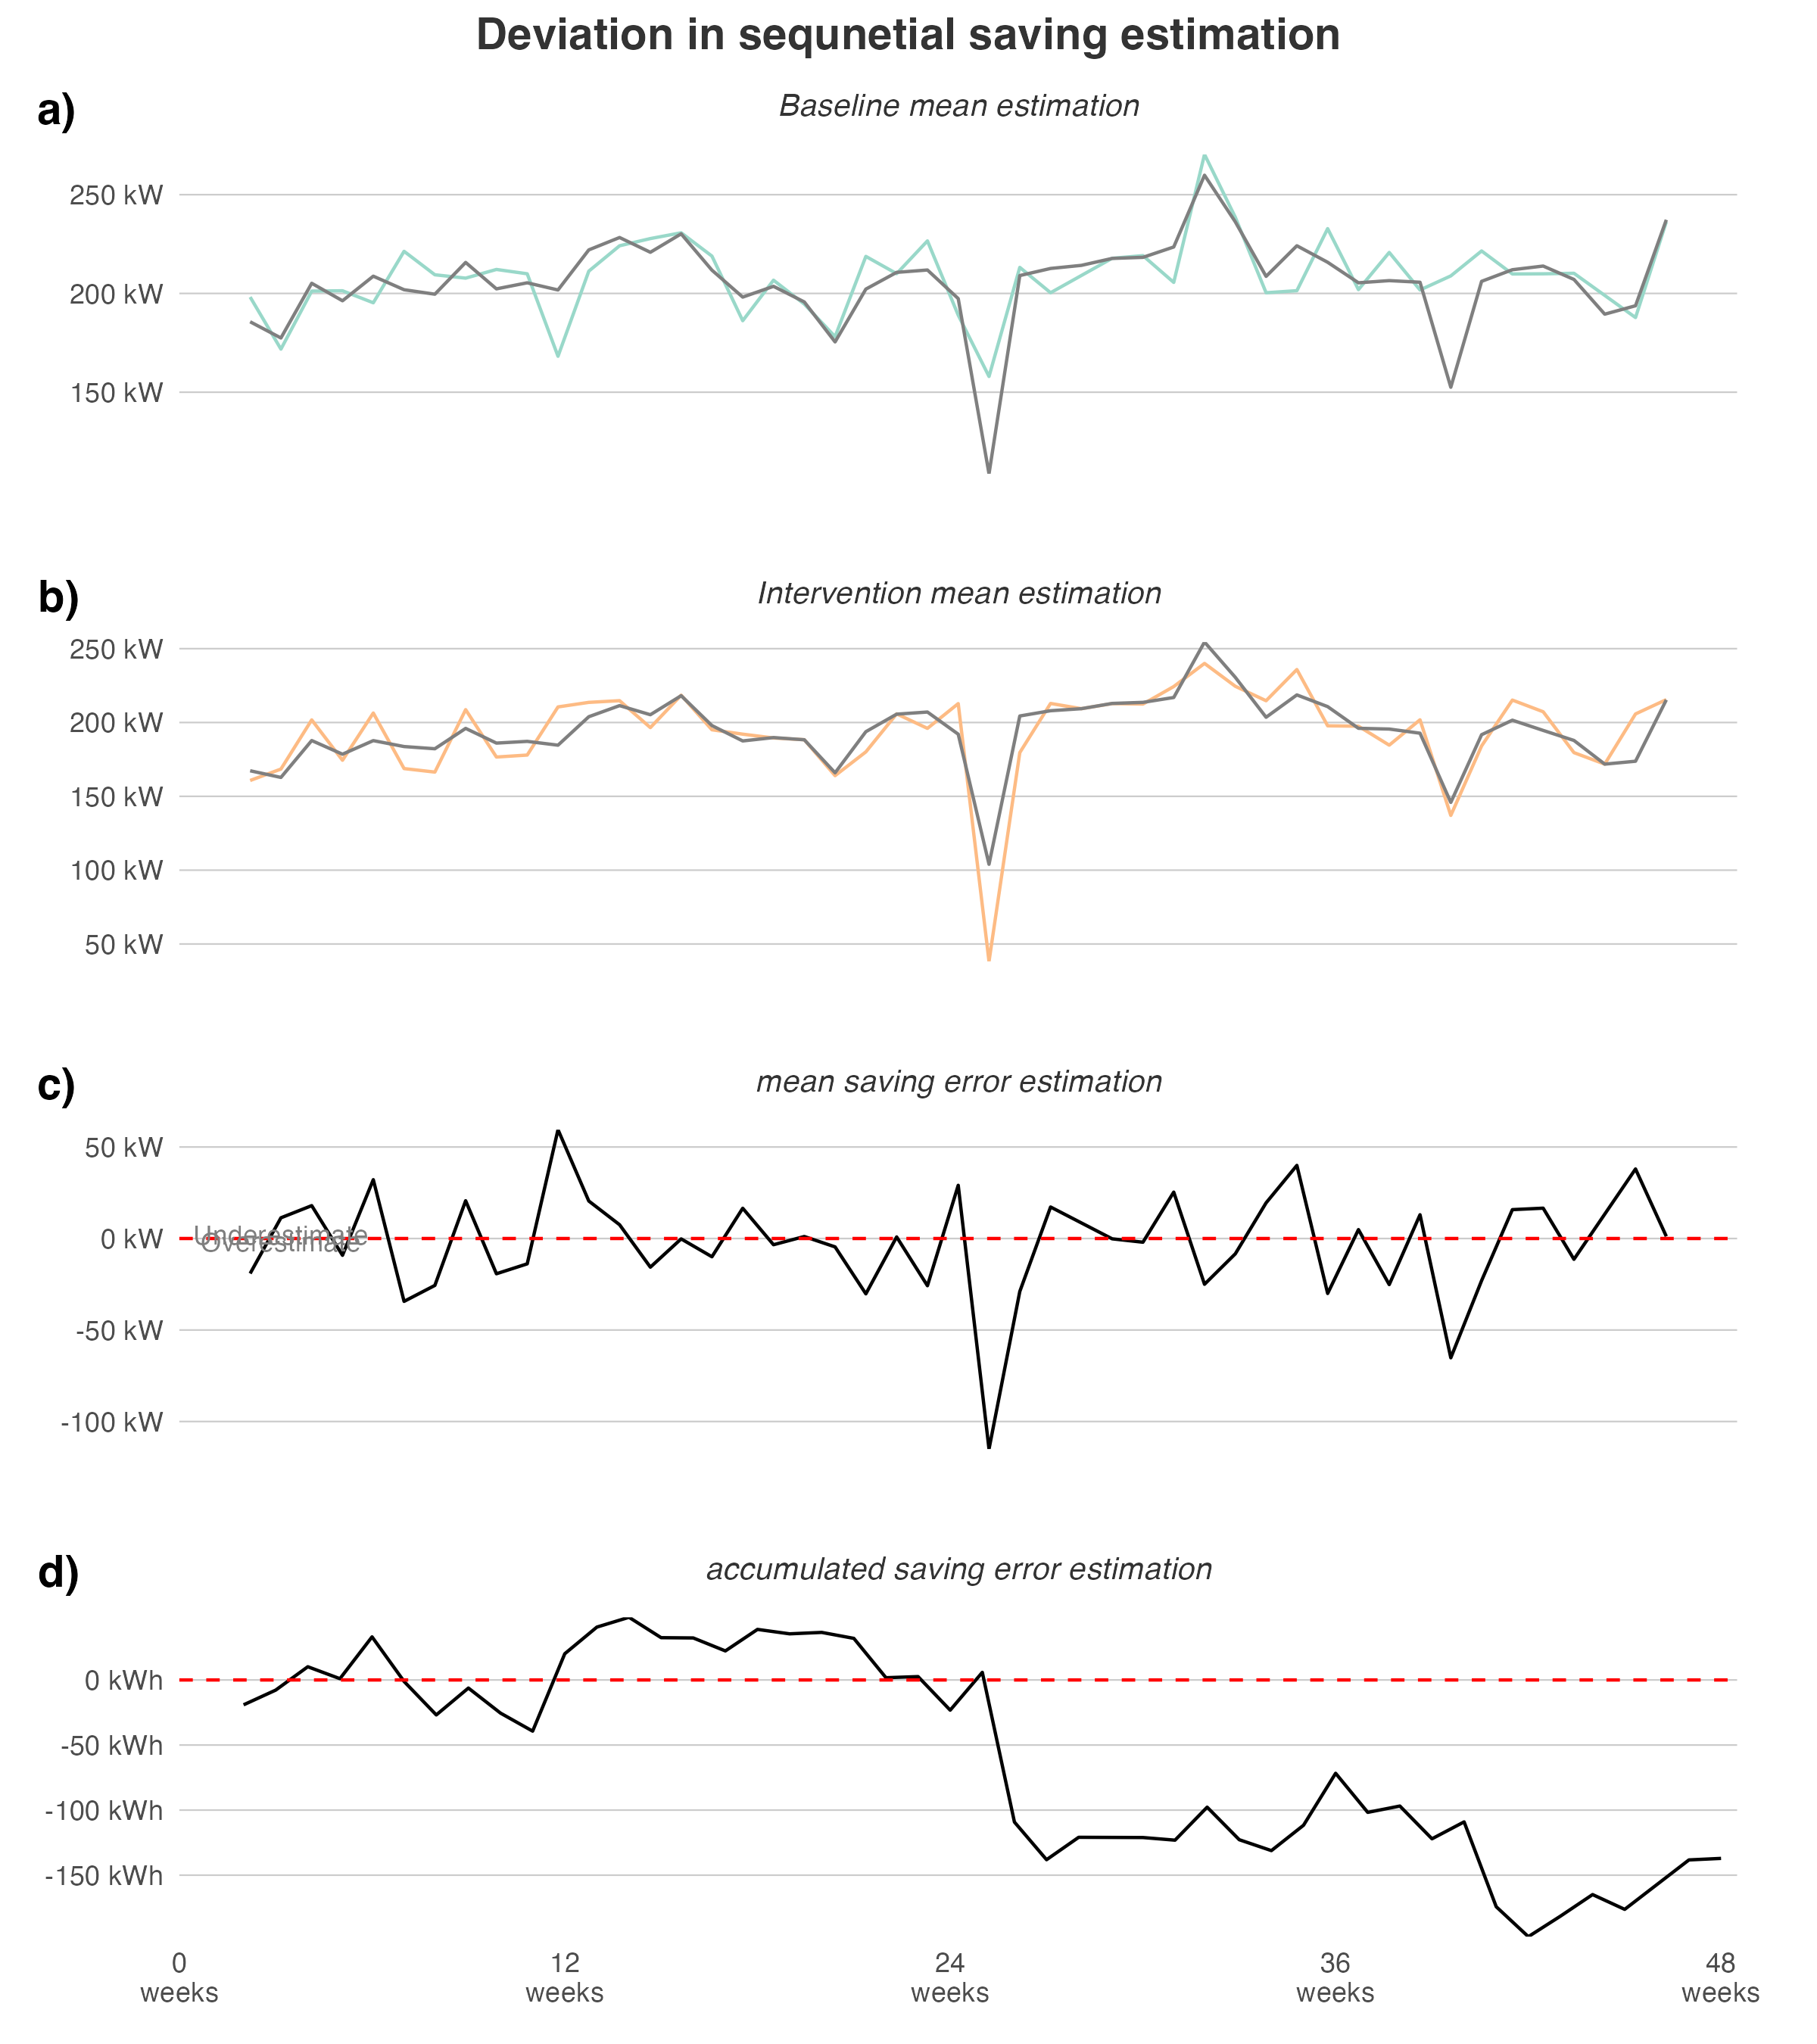 Deviation in sequnetial saving estimation
a)
Baseline mean estimation
250 kW
200 kW
150 kW
b)
Intervention mean estimation
250 kW
200 kW
150 kW
100 kW
50 kW
c)
mean saving error estimation
50 kW
0 kW
Underestimate
Overestimate
-50 kW
-100 kW
d)
accumulated saving error estimation
0 kWh
-50 kWh
-100 kWh
-150 kWh
0 12 24 36 48
weeks weeks weeks weeks weeks